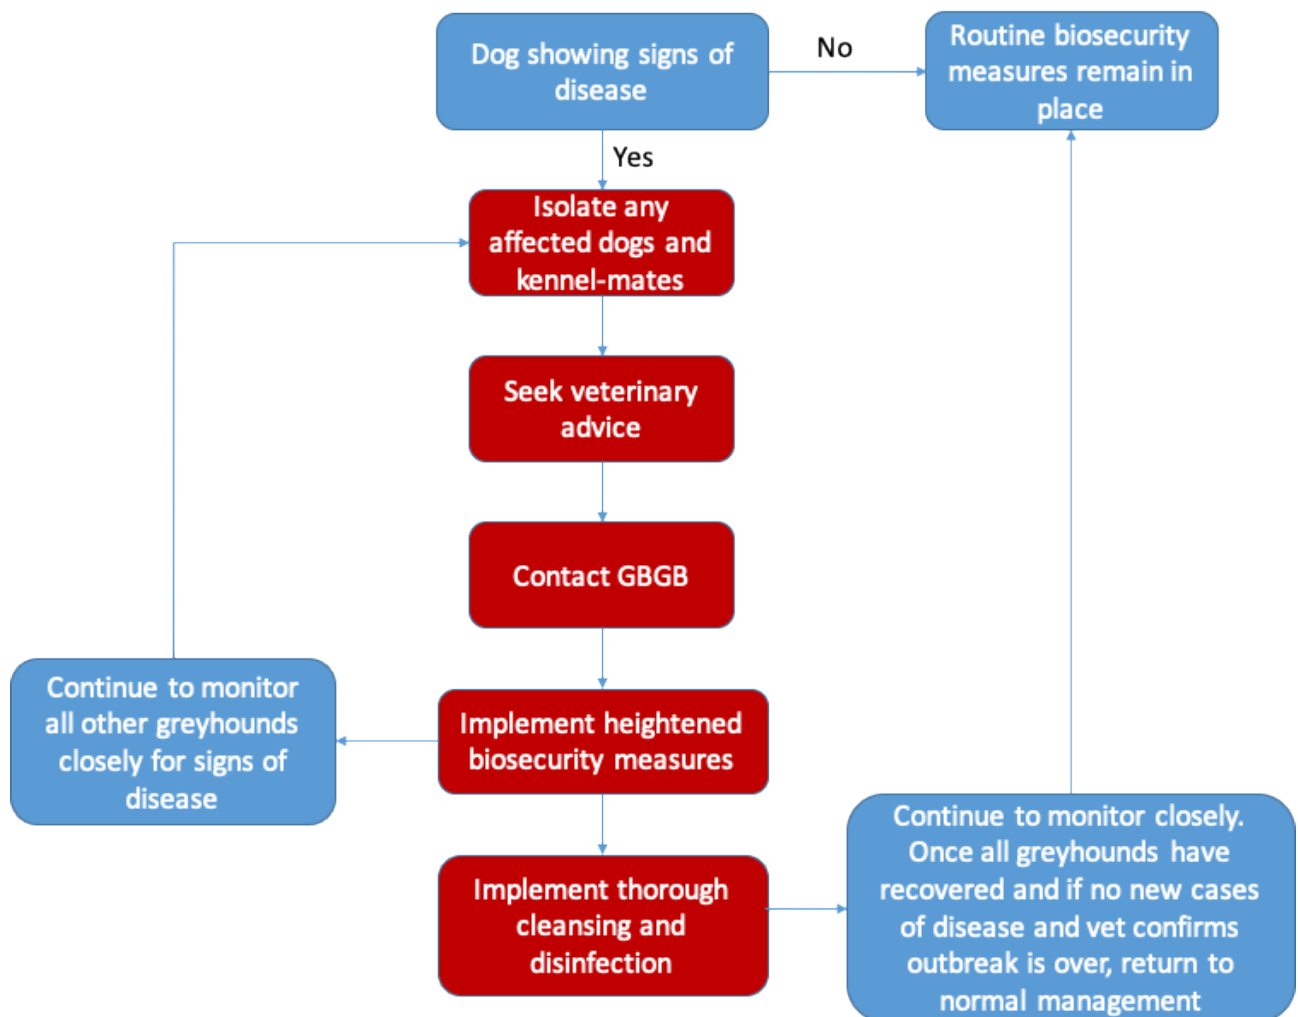 Dog showing signs of
disease
No
Routine biosecurity
measures remain in
place
Yes
Isolate any
affected dogs and
kennel-mates
Seek veterinary
advice
Contact GBGB
Implement heightened
biosecurity measures
Continue to monitor
all other greyhounds
closely for signs of
disease
Implement thorough
cleansing and
disinfection
Continue to monitor closely.
Once all greyhounds have
recovered and if no new cases
of disease and vet confirms
outbreak is over, return to
normal management